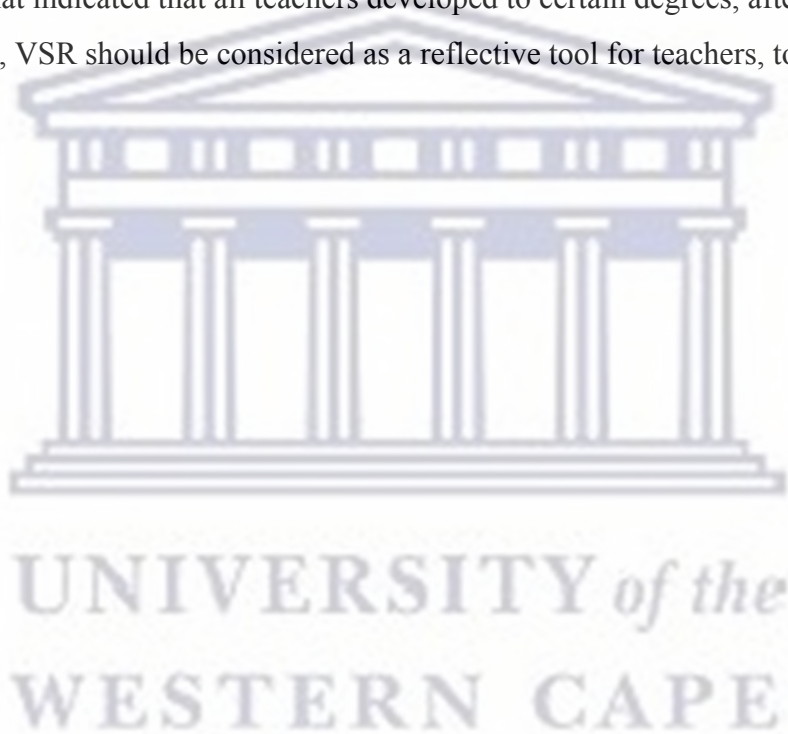 at indicated that all teachers developed to certain degrees, afte
, VSR should be considered as a reflective tool for teachers, to
UNIVERSITY of the
WESTERN CAPE